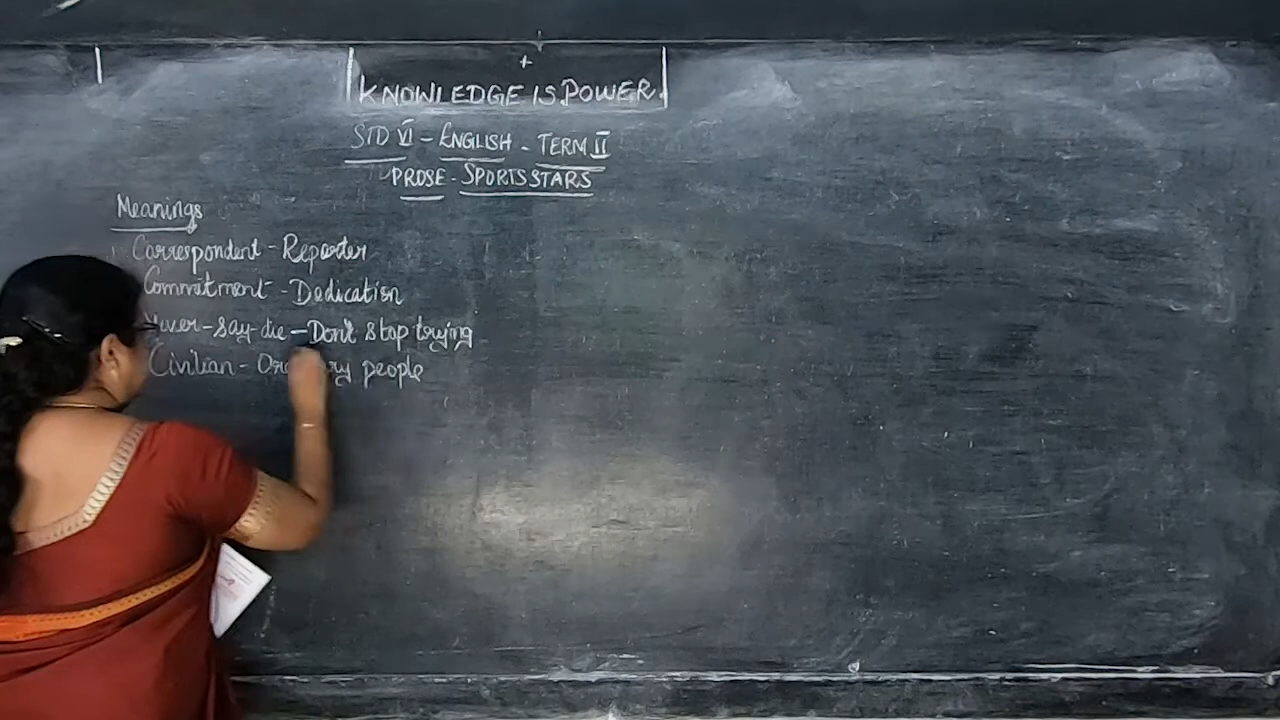 KNOWLEDGE IS POWER.
STD VI - ENGLISH - TERM II
PROSE - SPORTS STARS
Meanings
Correspondent - Reporter
Commitment - Dedication
Never-say-die - Don't stop trying
Civilian - people